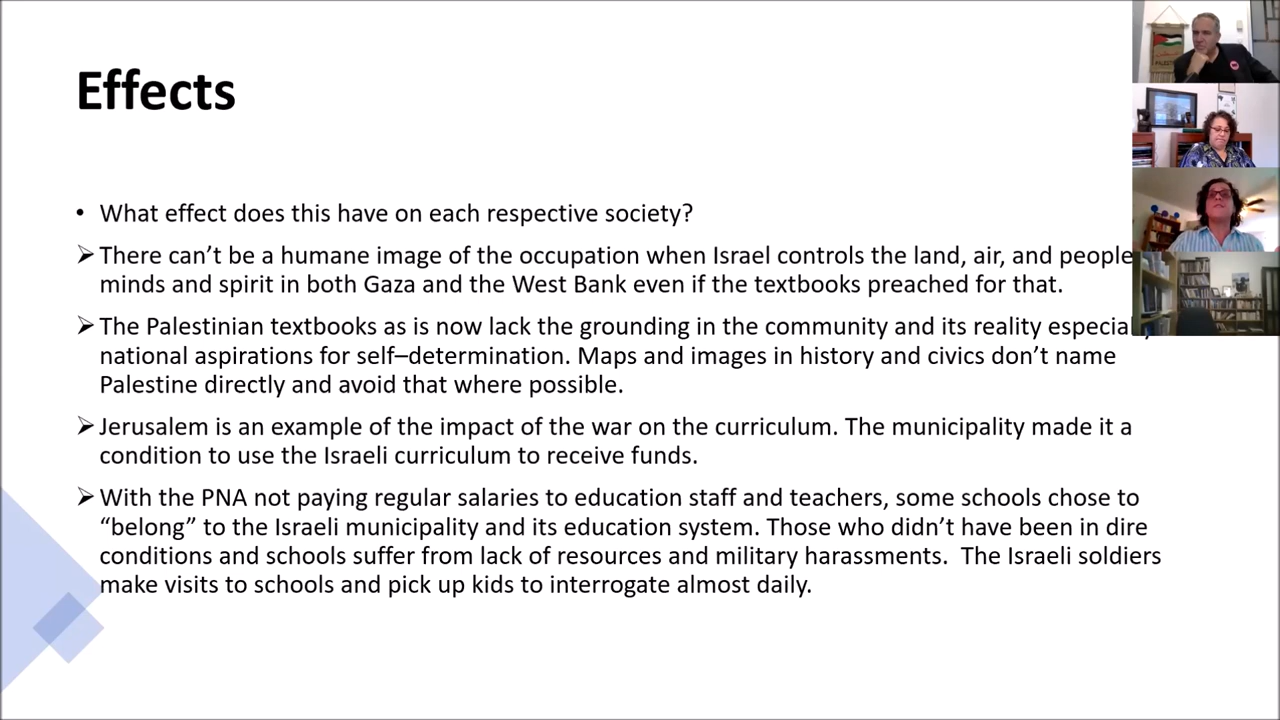 Effects
• What effect does this have on each respective society?
➢ There can’t be a humane image of the occupation when Israel controls the land, air, and people
minds and spirit in both Gaza and the West Bank even if the textbooks preached for that.
➢ The Palestinian textbooks as is now lack the grounding in the community and its reality
national aspirations for self–determination. Maps and images in history and civics don’t name
Palestine directly and avoid that where possible.
➢ Jerusalem is an example of the impact of the war on the curriculum. The municipality made it a
condition to use the Israeli curriculum to receive funds.
➢ With the PNA not paying regular salaries to education staff and teachers, some schools chose to
“belong” to the Israeli municipality and its education system. Those who didn’t have been in dire
conditions and schools suffer from lack of resources and military harassments.  The Israeli soldiers
make visits to schools and pick up kids to interrogate almost daily.